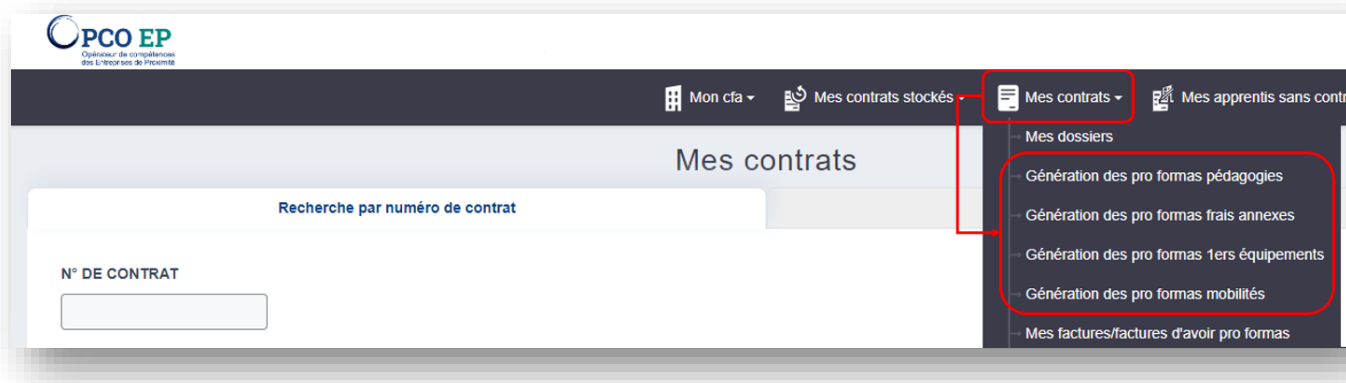 OPCO EP
Opérateur de compétences
des Entreprises de Proximité
Mon cfa
Mes contrats stockés
Mes contrats
Mes apprentis sans contr
Mes dossiers
Génération des pro formas pédagogies
Génération des pro formas frais annexes
Génération des pro formas 1ers équipements
Génération des pro formas mobilités
Mes factures/factures d'avoir pro formas
Mes contrats
Recherche par numéro de contrat
N° DE CONTRAT